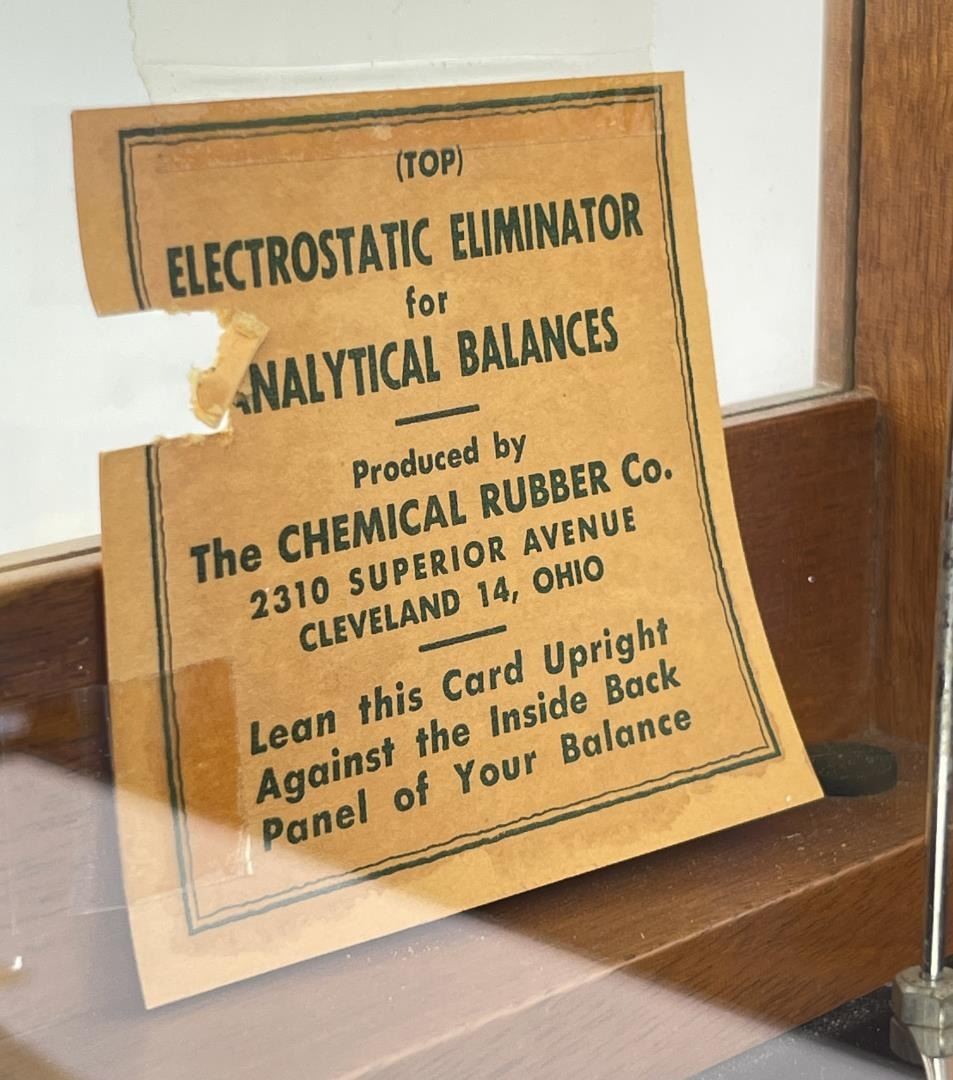 (TOP)
ELECTROSTATIC ELIMINATOR
for
ANALYTICAL BALANCES
Produced by
The CHEMICAL RUBBER Co.
2310 SUPERIOR AVENUE
CLEVELAND 14, OHIO
Lean this Card Upright
Against the Inside Back
Panel of Your Balance